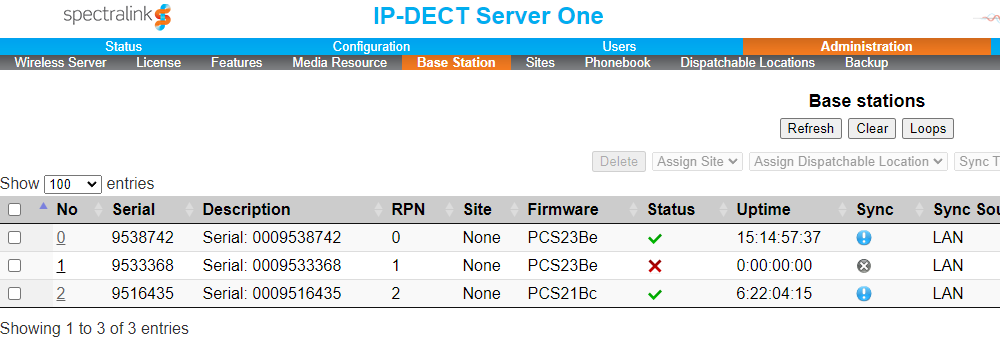 spectralink IP-DECT Server One
Status Configuration Users Administration
Wireless Server License Features Media Resource Base Station Sites Phonebook Dispatchable Locations Backup
Base stations
Refresh Clear Loops
Delete Assign Site Assign Dispatchable Location Sync T
Show 100 entries
No Serial Description RPN Site Firmware Status Uptime Sync Sync Sou
0 9538742 Serial: 0009538742 0 None PCS23Be 15:14:57:37 LAN
1 9533368 Serial: 0009533368 1 None PCS23Be 0:00:00:00 LAN
2 9516435 Serial: 0009516435 2 None PCS21Bc 6:22:04:15 LAN
Showing 1 to 3 of 3 entries